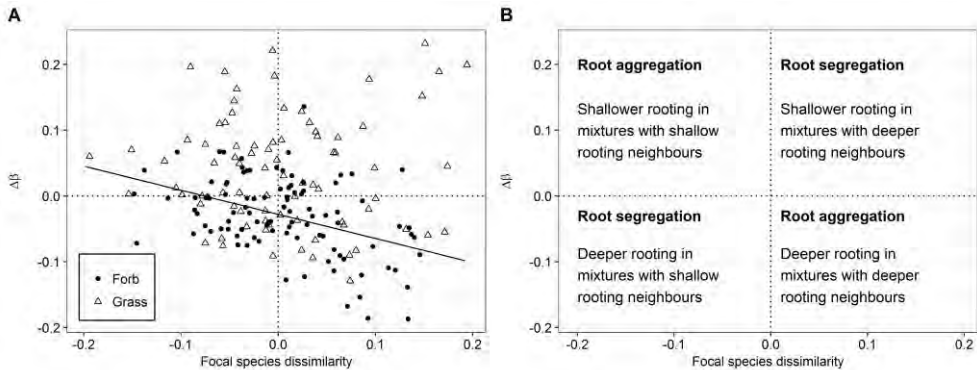 A
0.2
0.1
0.0
-0.1
-0.2
Δβ
Forb
Grass
-0.2 -0.1 0.0 0.1 0.2
Focal species dissimilarity
B
0.2
0.1
0.0
-0.1
-0.2
Δβ
Root aggregation
Shallower rooting in
mixtures with shallow
rooting neighbours
Root segregation
Shallower rooting in
mixtures with deeper
rooting neighbours
Root segregation
Deeper rooting in
mixtures with shallow
rooting neighbours
Root aggregation
Deeper rooting in
mixtures with deeper
rooting neighbours
-0.2 -0.1 0.0 0.1 0.2
Focal species dissimilarity